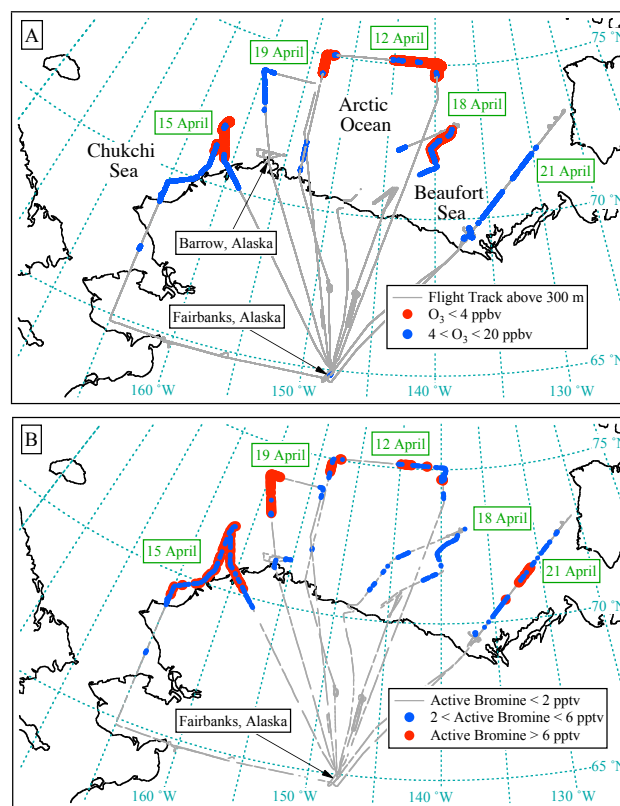 A
19 April
12 April
75 °N
Arctic
Ocean
18 April
15 April
Chukchi
Sea
21 April
Beaufort
Sea
70 °N
Barrow, Alaska
Flight Track above 300 m
O₃ < 4 ppbv
4 < O₃ < 20 ppbv
Fairbanks, Alaska
65 °N
160 °W
150 °W
140 °W
130 °W
B
12 April
19 April
75 °N
18 April
15 April
21 April
70 °N
Active Bromine < 2 pptv
2 < Active Bromine < 6 pptv
Active Bromine > 6 pptv
Fairbanks, Alaska
65 °N
160 °W
150 °W
140 °W
130 °W